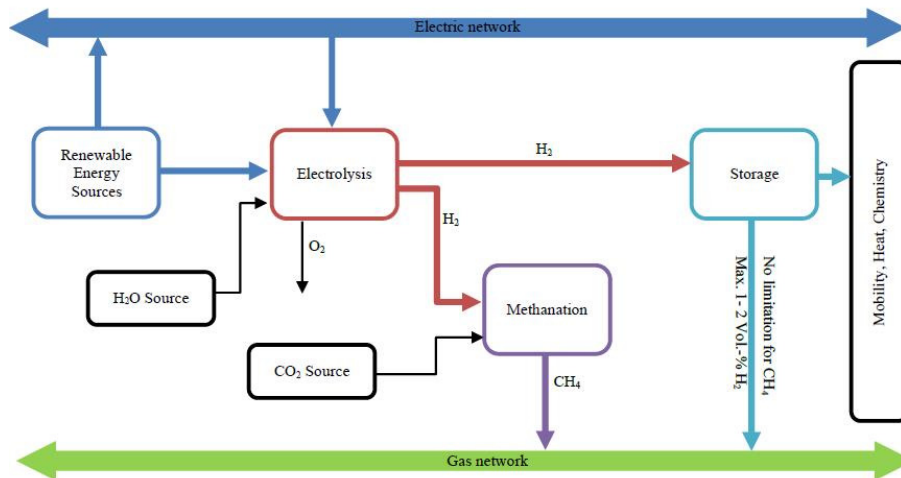 Electric network
Renewable
Energy
Sources
Electrolysis
H₂
Storage
Mobility, Heat, Chemistry
H₂
O₂
H₂O Source
Methanation
No limitation for CH₄
Max. 1- 2 Vol.-% H₂
CO₂ Source
CH₄
Gas network